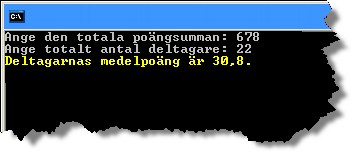 C:\
Ange den totala poängsumman: 678
Ange totalt antal deltagare: 22
Deltagarnas medelpoäng är 30,8.